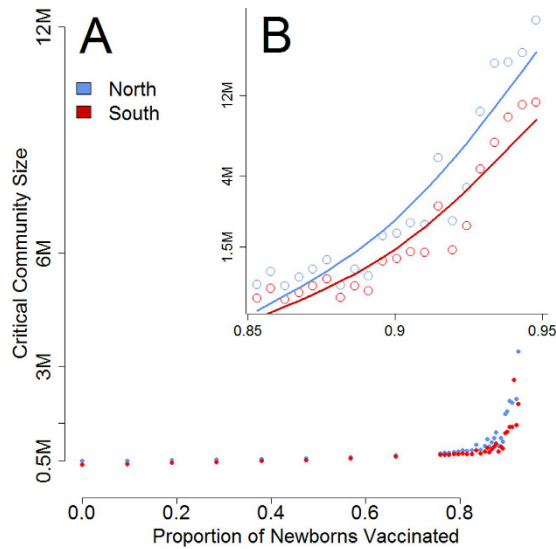 A
B
North
South
Critical Community Size
12M
6M
3M
0.5M
12M
4M
1.5M
0.85
0.9
0.95
0.0
0.2
0.4
0.6
0.8
Proportion of Newborns Vaccinated